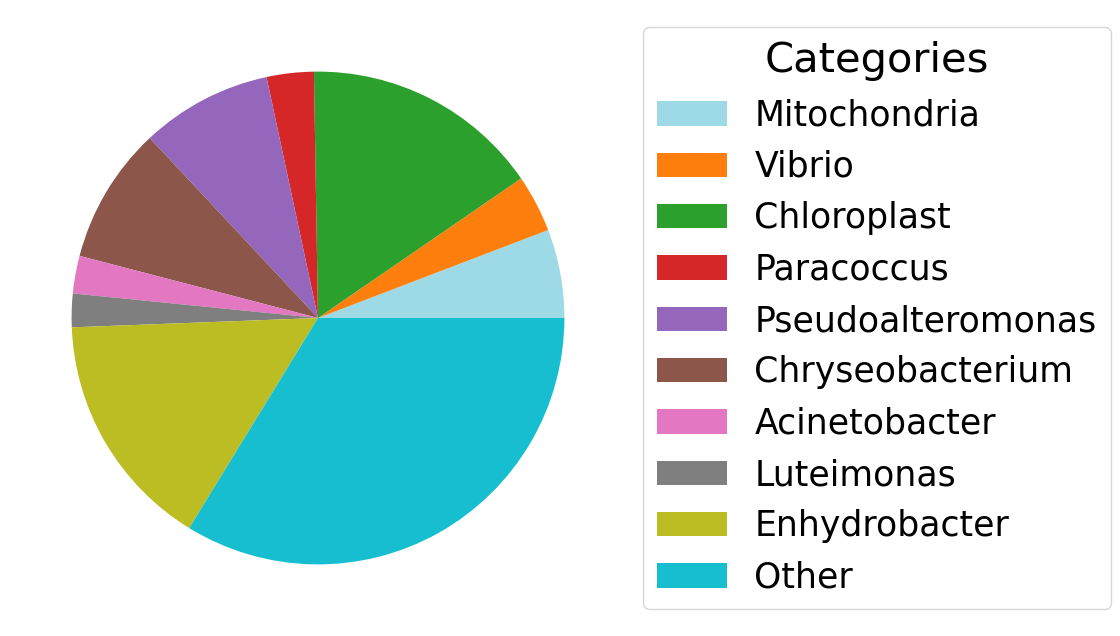 Categories
Mitochondria
Vibrio
Chloroplast
Paracoccus
Pseudoalteromonas
Chryseobacterium
Acinetobacter
Luteimonas
Enhydrobacter
Other